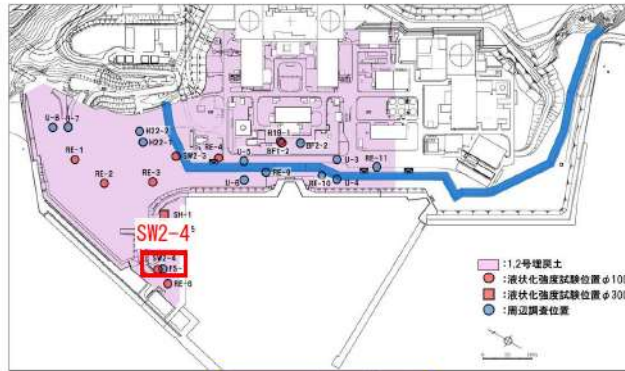 U-8
U-7
H22-2
H22-7
RE-1
RE-2
RE-3
SW2-3
RE-4
H19-1
BF1-2
BF2-2
U-5
U-6
RE-9
U-3
RE-10
U-4
RE-11
SH-1
SW2-4
SW2-4
RE-6
:1,2号埋戻土
:液状化強度試験位置φ100
:液状化強度試験位置φ300
:周辺調査位置